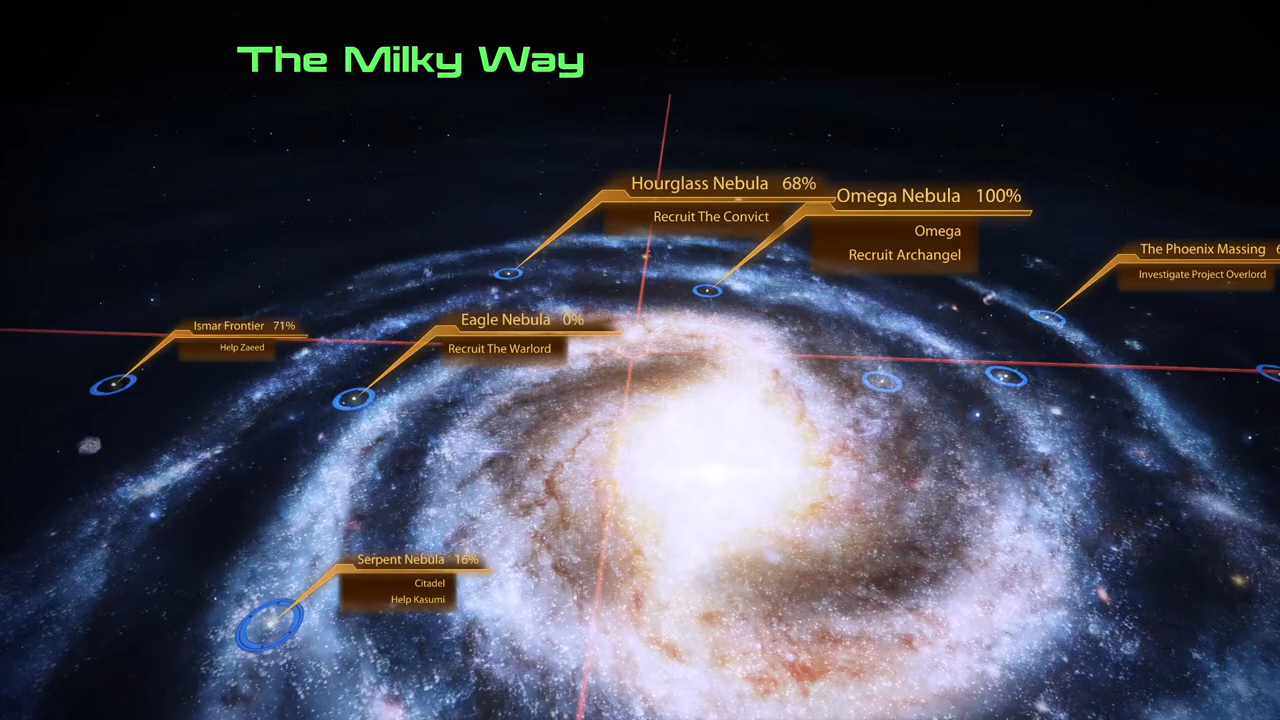 The Milky Way
Hourglass Nebula 68%
Recruit The Convict
Omega Nebula 100%
Omega
Recruit Archangel
The Phoenix Massing
Investigate Project Overlord
Ismar Frontier 71%
Help Zaeed
Eagle Nebula 0%
Recruit The Warlord
Serpent Nebula 16%
Citadel
Help Kasumi